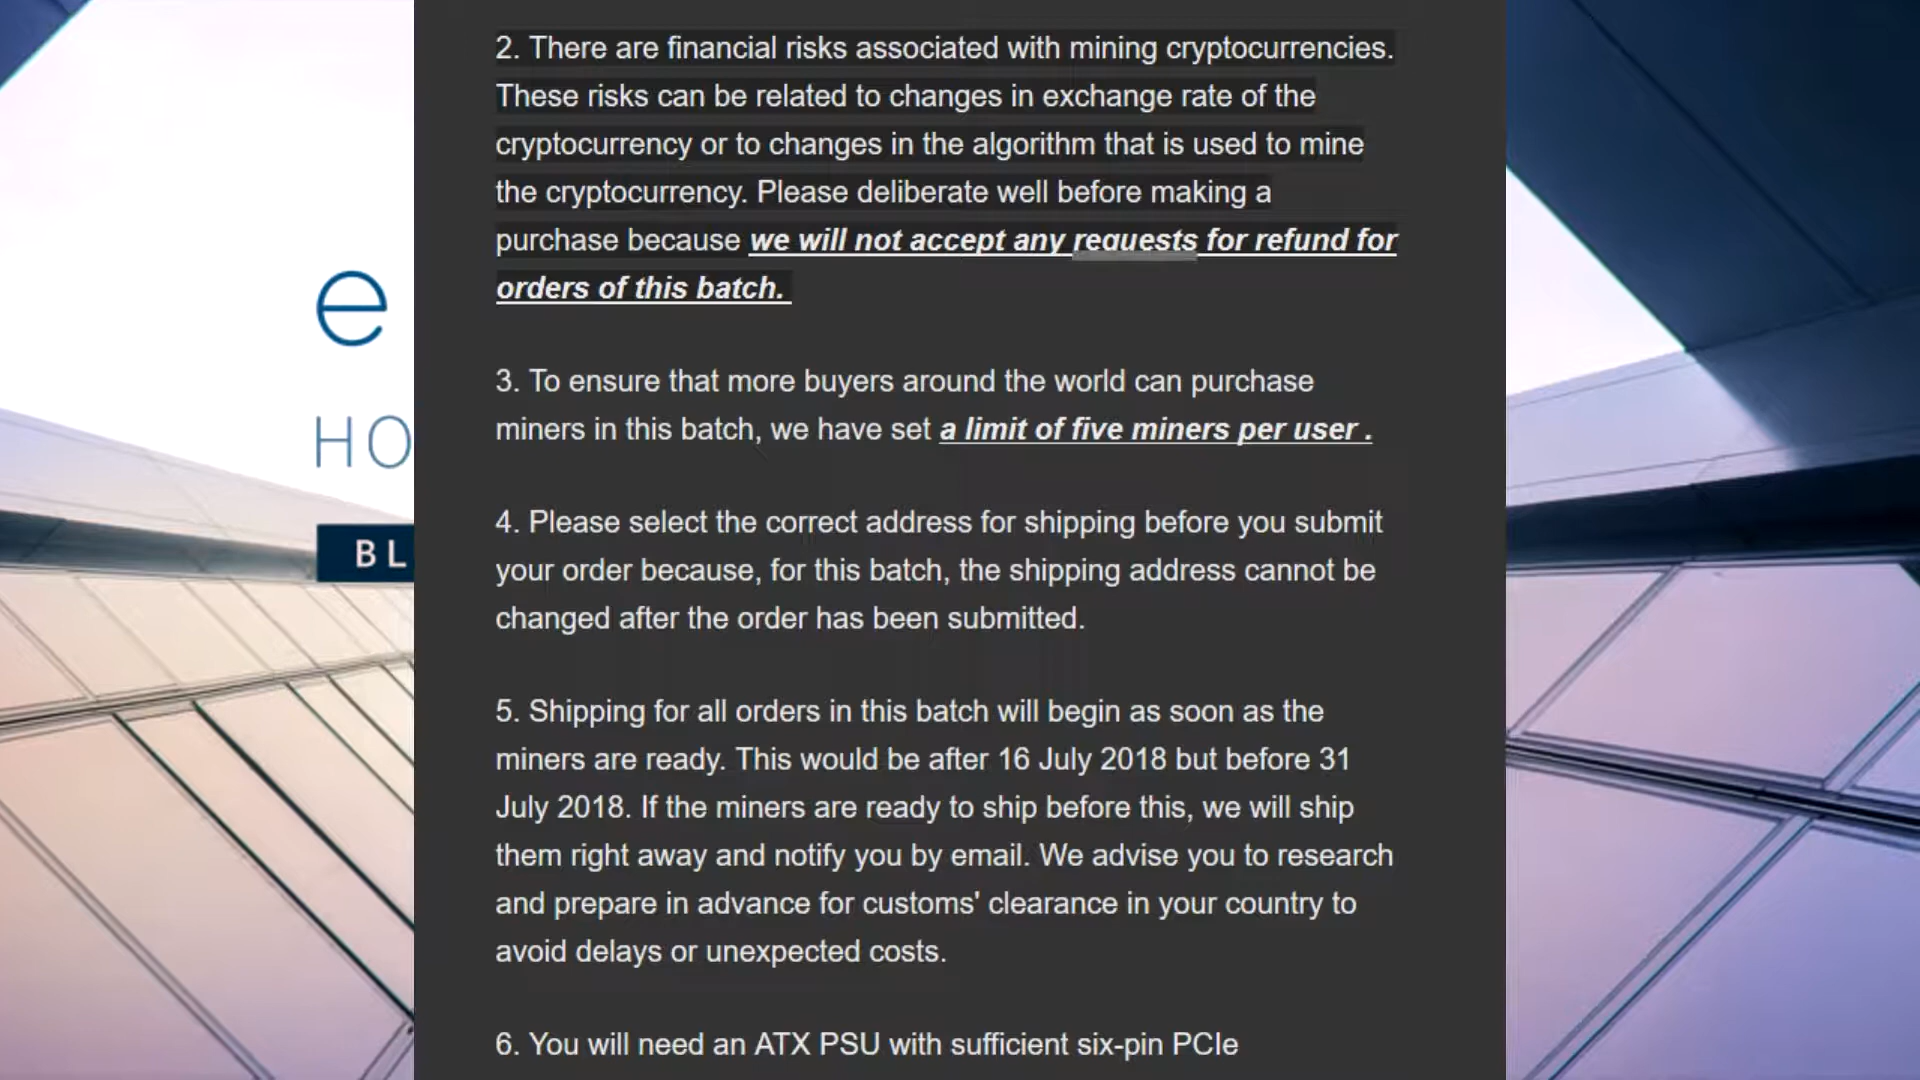 2. There are financial risks associated with mining cryptocurrencies.
These risks can be related to changes in exchange rate of the
cryptocurrency or to changes in the algorithm that is used to mine
the cryptocurrency. Please deliberate well before making a
purchase because we will not accept any requests for refund for
orders of this batch.
3. To ensure that more buyers around the world can purchase
miners in this batch, we have set a limit of five miners per user .
4. Please select the correct address for shipping before you submit
your order because, for this batch, the shipping address cannot be
changed after the order has been submitted.
5. Shipping for all orders in this batch will begin as soon as the
miners are ready. This would be after 16 July 2018 but before 31
July 2018. If the miners are ready to ship before this, we will ship
them right away and notify you by email. We advise you to research
and prepare in advance for customs' clearance in your country to
avoid delays or unexpected costs.
6. You will need an ATX PSU with sufficient six-pin PCIe
e
HO
BL